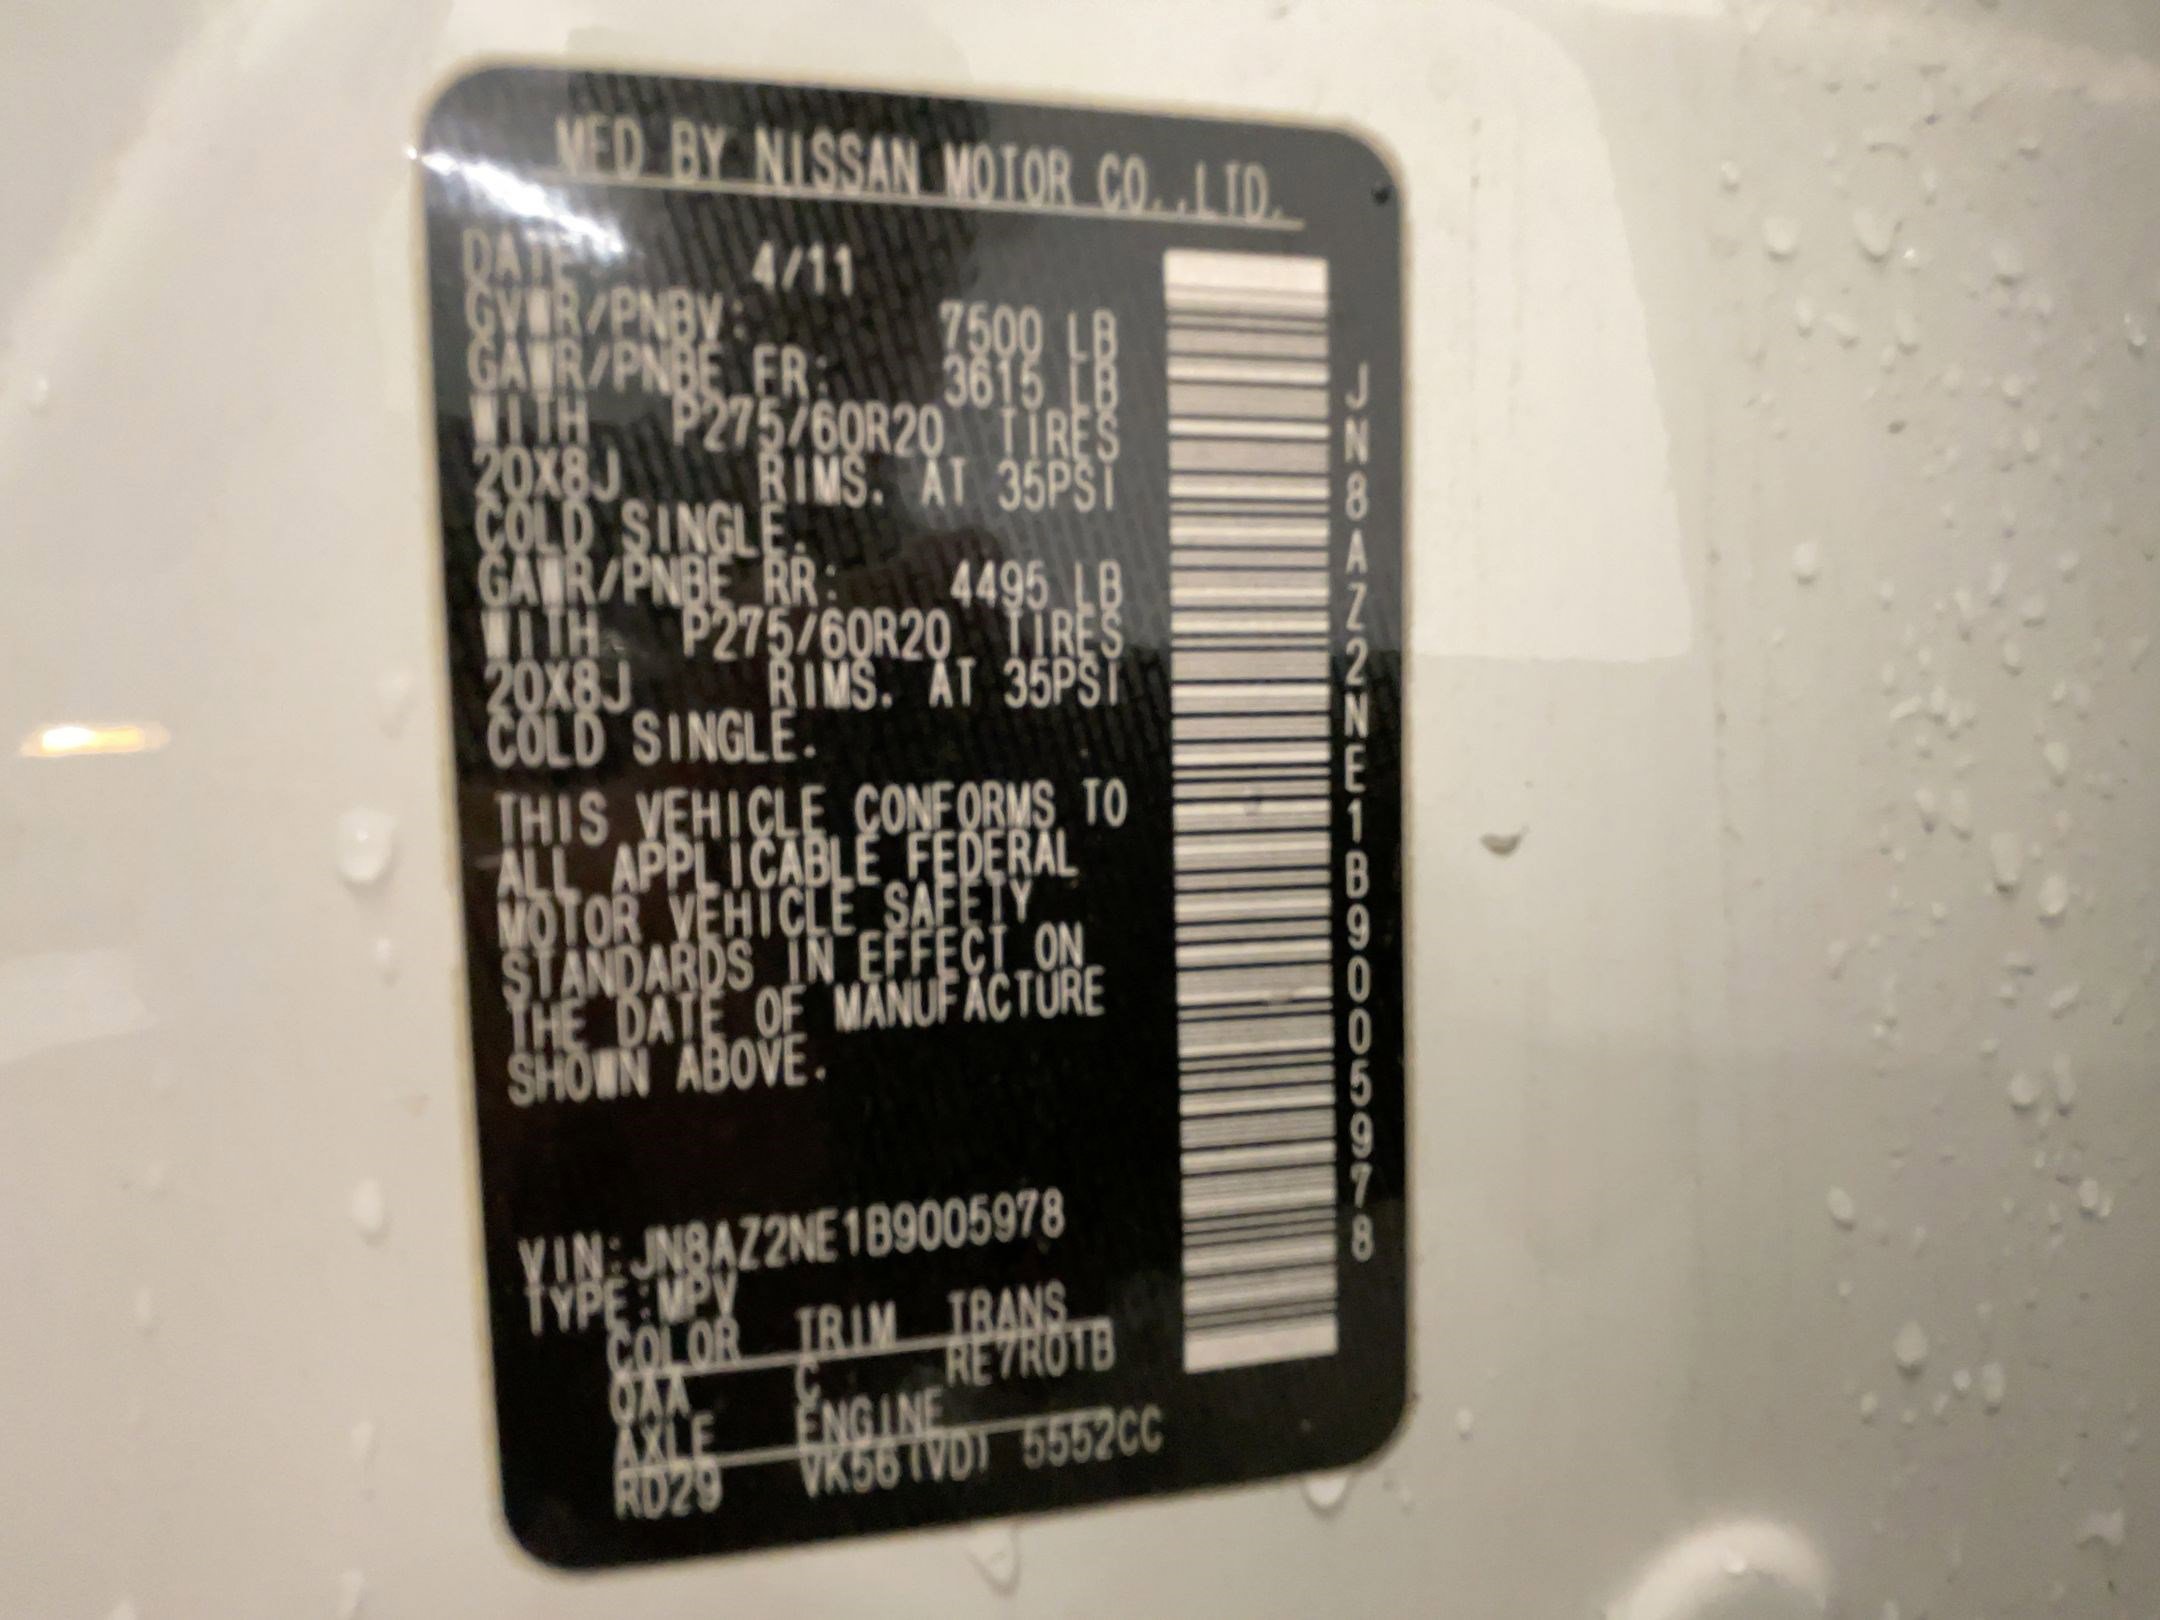 MFD BY NISSAN MOTOR CO.,LTD.
DATE: 4/11
GVWR/PNBV: 7500 LB
GAWR/PNBE FR: 3615 LB
WITH P275/60R20 TIRES
20X8J RIMS. AT 35PSI
COLD SINGLE.
GAWR/PNBE RR: 4495 LB
WITH P275/60R20 TIRES
20X8J RIMS. AT 35PSI
COLD SINGLE.
THIS VEHICLE CONFORMS TO
ALL APPLICABLE FEDERAL
MOTOR VEHICLE SAFETY
STANDARDS IN EFFECT ON
THE DATE OF MANUFACTURE
SHOWN ABOVE.
VIN:JN8AZ2NE1B9005978
TYPE:MPV
COLOR TRIM TRANS
QAA C RE7R01B
AXLE ENGINE
RD29 VK56(VD) 5552CC
JN8AZ2NE1B9005978